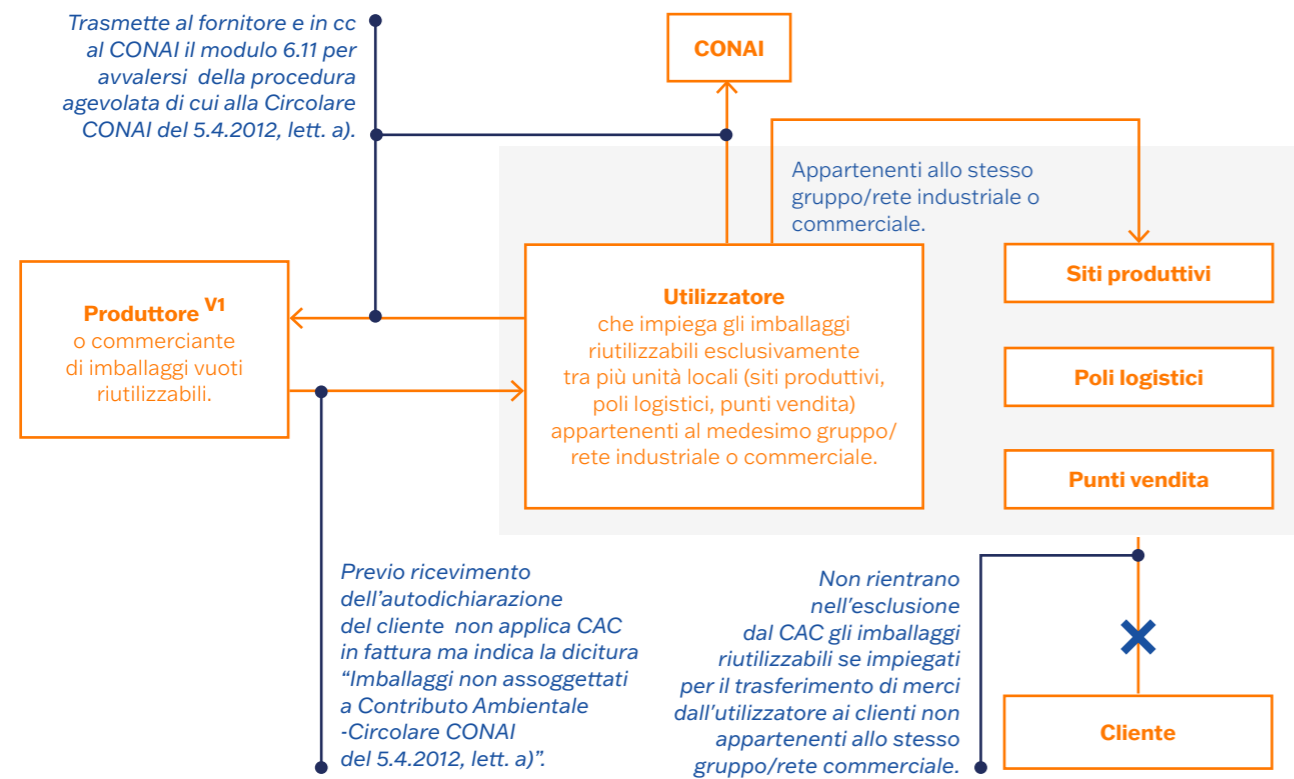 Trasmette al fornitore e in cc
al CONAI il modulo 6.11 per
avvalersi della procedura
agevolata di cui alla Circolare
CONAI del 5.4.2012, lett. a).
CONAI
Appartenenti allo stesso
gruppo/rete industriale o
commerciale.
Produttore V1
o commerciante
di imballaggi vuoti
riutilizzabili.
Utilizzatore
che impiega gli imballaggi
riutilizzabili esclusivamente
tra più unità locali (siti produttivi,
poli logistici, punti vendita)
appartenenti al medesimo gruppo/
rete industriale o commerciale.
Siti produttivi
Poli logistici
Punti vendita
Previo ricevimento
dell'autodichiarazione
del cliente non applica CAC
in fattura ma indica la dicitura
"Imballaggi non assoggettati
a Contributo Ambientale
-Circolare CONAI
del 5.4.2012, lett. a)".
Non rientrano
nell'esclusione
dal CAC gli imballaggi
riutilizzabili se impiegati
per il trasferimento di merci
dall'utilizzatore ai clienti non
appartenenti allo stesso
gruppo/rete commerciale.
Cliente